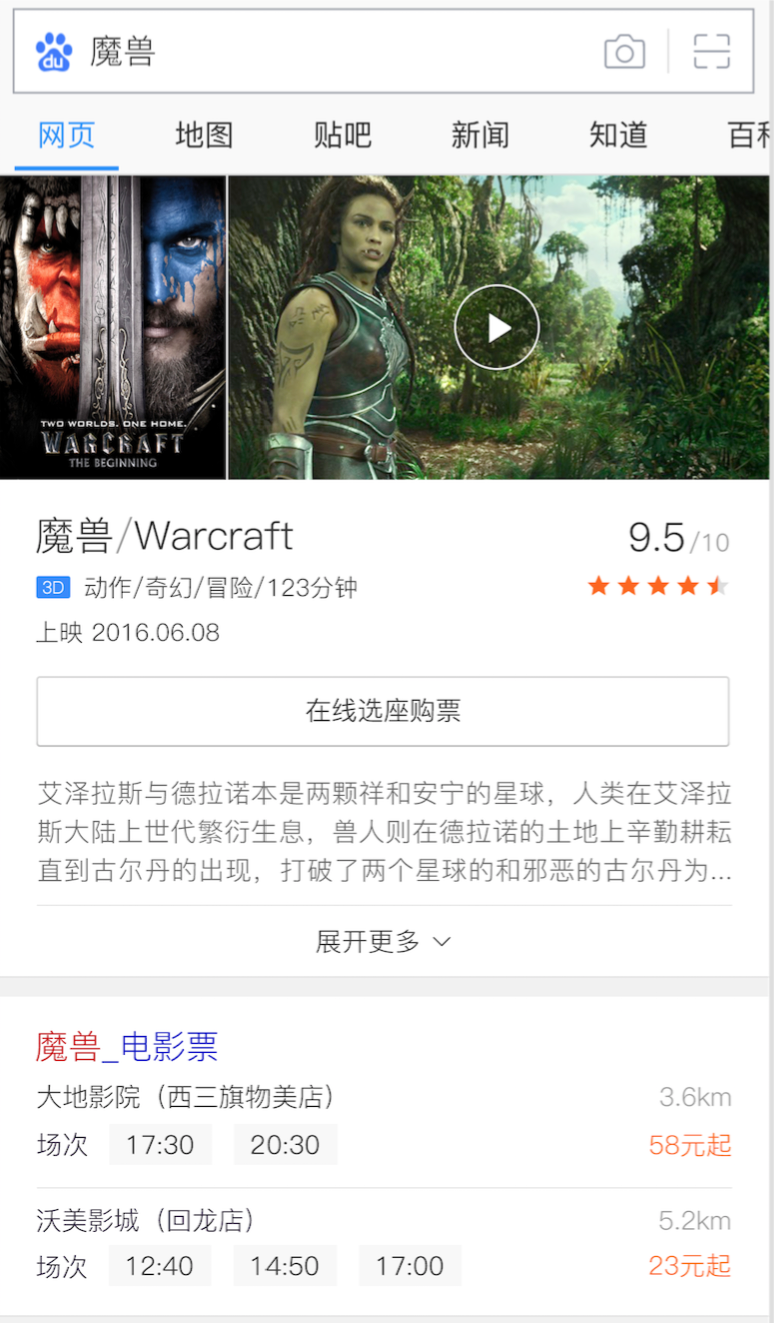 du 魔兽
网页 地图 贴吧 新闻 知道
TWO WORLDS. ONE HOME.
WARCRAFT
THE BEGINNING
魔兽/Warcraft 9.5/10
3D 动作/奇幻/冒险/123分钟
上映 2016.06.08
在线选座购票
艾泽拉斯与德拉诺本是两颗祥和安宁的星球，人类在艾泽拉
斯大陆上世代繁衍生息，兽人则在德拉诺的土地上辛勤耕耘
直到古尔丹的出现，打破了两个星球的和邪恶的古尔丹为...
展开更多
魔兽_电影票
大地影院（西三旗物美店） 3.6km
场次 17:30 20:30 58元起
沃美影城（回龙店） 5.2km
场次 12:40 14:50 17:00 23元起